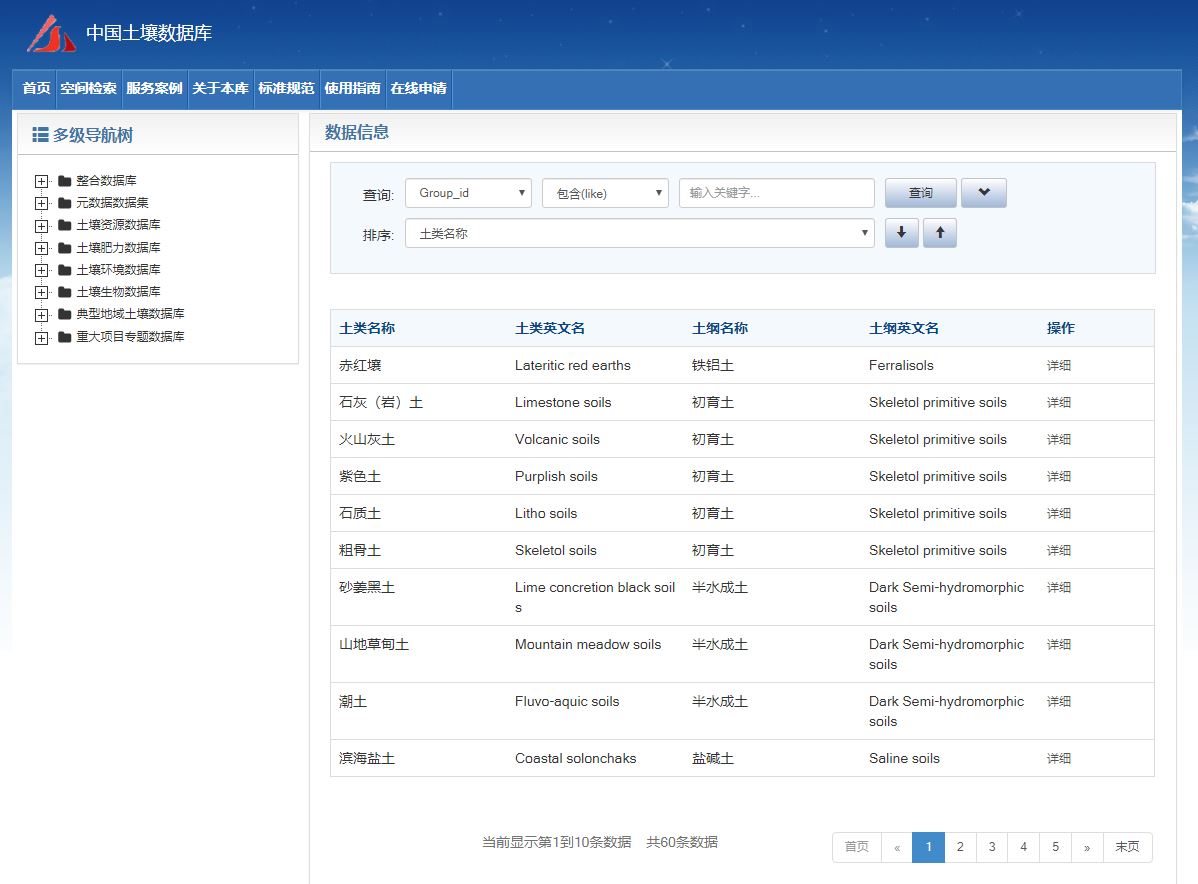 中国土壤数据库
首页 空间检索 服务案例 关于本库 标准规范 使用指南 在线申请
多级导航树
整合数据库
元数据数据集
土壤资源数据库
土壤肥力数据库
土壤环境数据库
土壤生物数据库
典型地域土壤数据库
重大项目专题数据库
数据信息
查询: Group_id 包含(like) 输入关键字... 查询
排序: 土类名称
土类名称 土类英文名 土纲名称 土纲英文名 操作
赤红壤 Lateritic red earths 铁铝土 Ferralisols 详细
石灰（岩）土 Limestone soils 初育土 Skeletol primitive soils 详细
火山灰土 Volcanic soils 初育土 Skeletol primitive soils 详细
紫色土 Purplish soils 初育土 Skeletol primitive soils 详细
石质土 Litho soils 初育土 Skeletol primitive soils 详细
粗骨土 Skeletol soils 初育土 Skeletol primitive soils 详细
砂姜黑土 Lime concretion black soil 半水成土 Dark Semi-hydromorphic 详细
s soils
山地草甸土 Mountain meadow soils 半水成土 Dark Semi-hydromorphic 详细
soils
潮土 Fluvo-aquic soils 半水成土 Dark Semi-hydromorphic 详细
soils
滨海盐土 Coastal solonchaks 盐碱土 Saline soils 详细
当前显示第1到10条数据 共60条数据 首页 « 1 2 3 4 5 » 末页